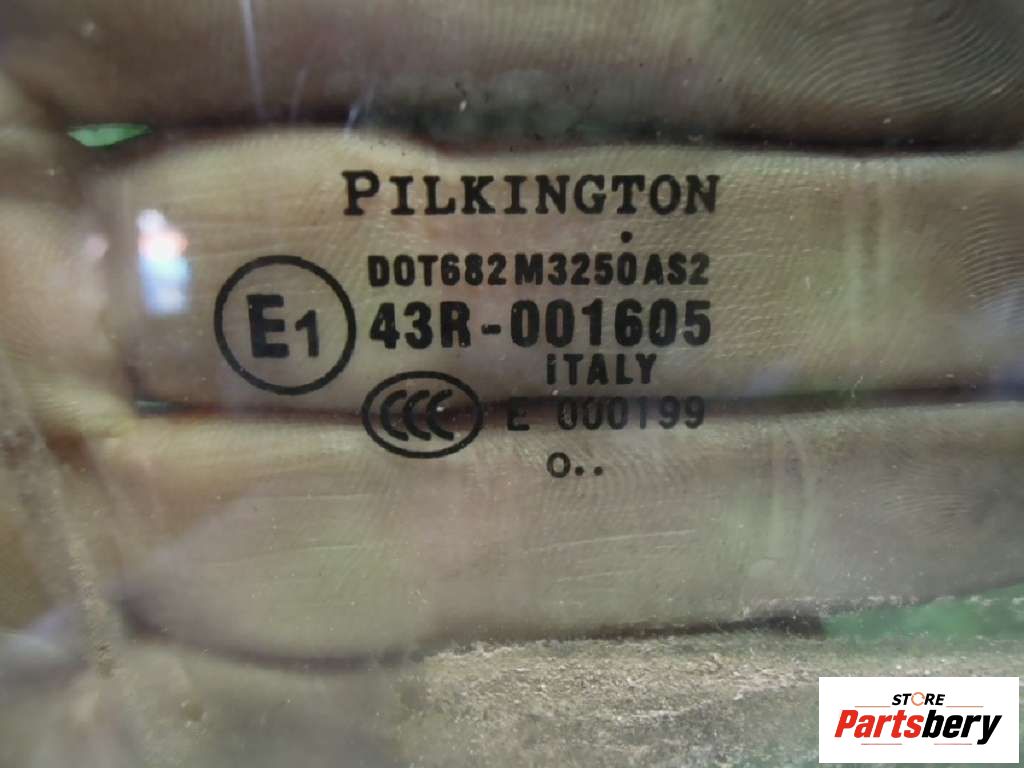 PILKINGTON
DOT682 M3250 AS2
E1
43R-001605
ITALY
CCC E 000199
o..
STORE
Partsbery